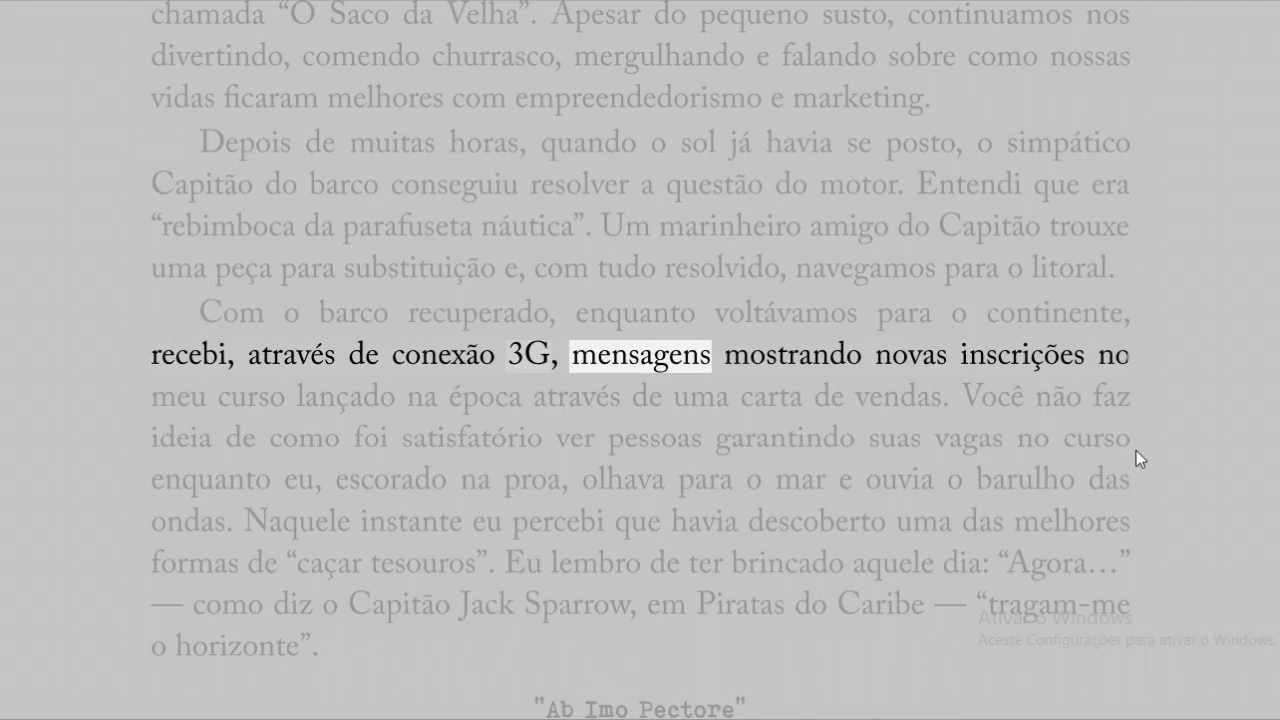 chamada “O Saco da Velha”. Apesar do pequeno susto, continuamos nos
divertindo, comendo churrasco, mergulhando e falando sobre como nossas
vidas ficaram melhores com empreendedorismo e marketing.
Depois de muitas horas, quando o sol já havia se posto, o simpático
Capitão do barco conseguiu resolver a questão do motor. Entendi que era
“rebimboca da parafuseta náutica”. Um marinheiro amigo do Capitão trouxe
uma peça para substituição e, com tudo resolvido, navegamos para o litoral.
Com o barco recuperado, enquanto voltávamos para o continente,
recebi, através de conexão 3G, mensagens mostrando novas inscrições no
meu curso lançado na época através de uma carta de vendas. Você não faz
ideia de como foi satisfatório ver pessoas garantindo suas vagas no curso
enquanto eu, escorado na proa, olhava para o mar e ouvia o barulho das
ondas. Naquele instante eu percebi que havia descoberto uma das melhores
formas de “caçar tesouros”. Eu lembro de ter brincado aquele dia: “Agora…”
— como diz o Capitão Jack Sparrow, em Piratas do Caribe — “tragam-me
o horizonte”.
Ativar o Windows
Acesse Configurações para ativar o Windows.
"Ab Imo Pectore"